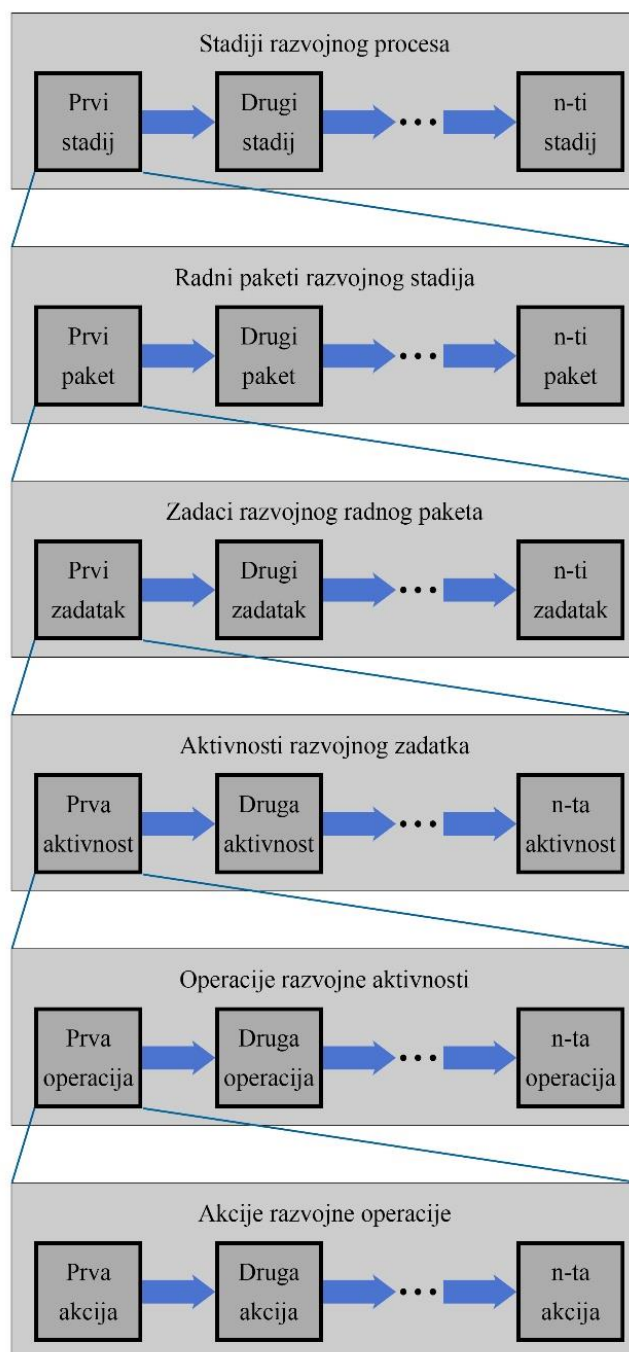 Stadiji razvojnog procesa
Prvi
stadij
Drugi
stadij
n-ti
stadij
Radni paketi razvojnog stadija
Prvi
paket
Drugi
paket
n-ti
paket
Zadaci razvojnog radnog paketa
Prvi
zadatak
Drugi
zadatak
n-ti
zadatak
Aktivnosti razvojnog zadatka
Prva
aktivnost
Druga
aktivnost
n-ta
aktivnost
Operacije razvojne aktivnosti
Prva
operacija
Druga
operacija
n-ta
operacija
Akcije razvojne operacije
Prva
akcija
Druga
akcija
n-ta
akcija